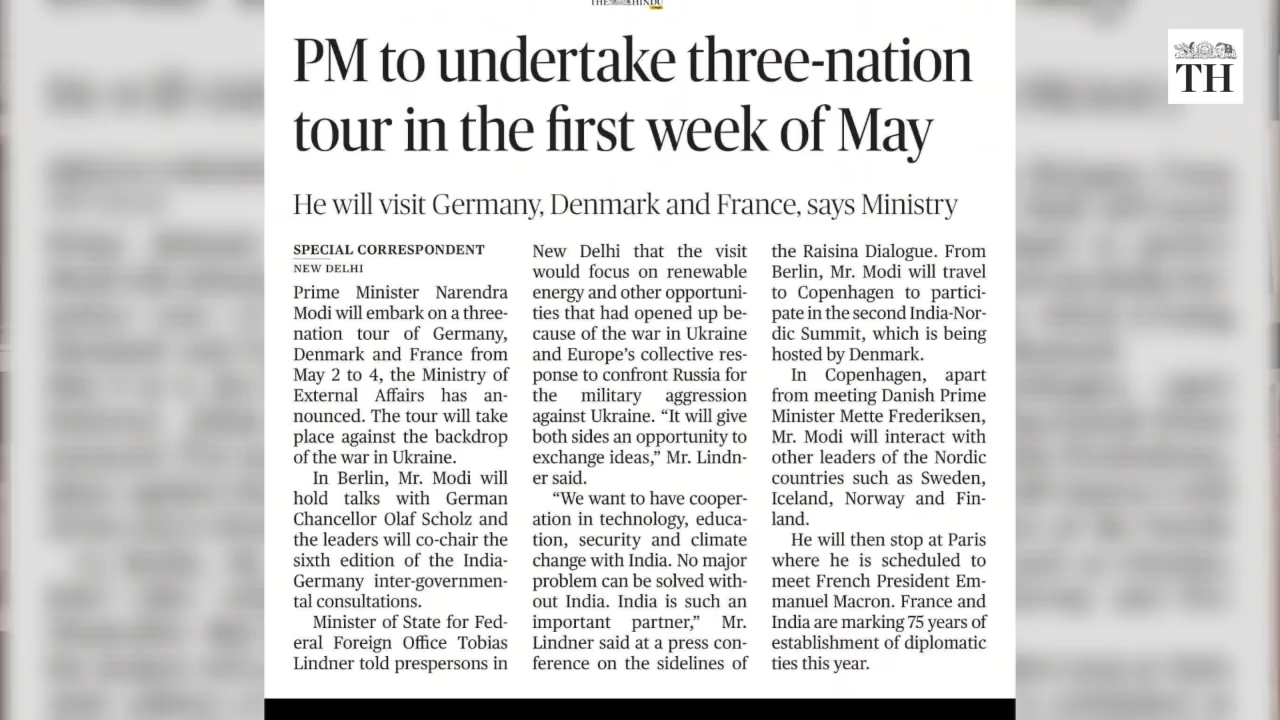 THE HINDU
TH
PM to undertake three-nation
tour in the first week of May
He will visit Germany, Denmark and France, says Ministry
SPECIAL CORRESPONDENT
NEW DELHI
Prime Minister Narendra
Modi will embark on a three-
nation tour of Germany,
Denmark and France from
May 2 to 4, the Ministry of
External Affairs has an-
nounced. The tour will take
place against the backdrop
of the war in Ukraine.
In Berlin, Mr. Modi will
hold talks with German
Chancellor Olaf Scholz and
the leaders will co-chair the
sixth edition of the India-
Germany inter-governmen-
tal consultations.
Minister of State for Fed-
eral Foreign Office Tobias
Lindner told prespersons in
New Delhi that the visit
would focus on renewable
energy and other opportuni-
ties that had opened up be-
cause of the war in Ukraine
and Europe’s collective res-
ponse to confront Russia for
the military aggression
against Ukraine. “It will give
both sides an opportunity to
exchange ideas,” Mr. Lindn-
er said.
“We want to have cooper-
ation in technology, educa-
tion, security and climate
change with India. No major
problem can be solved with-
out India. India is such an
important partner,” Mr.
Lindner said at a press con-
ference on the sidelines of
the Raisina Dialogue. From
Berlin, Mr. Modi will travel
to Copenhagen to partici-
pate in the second India-Nor-
dic Summit, which is being
hosted by Denmark.
In Copenhagen, apart
from meeting Danish Prime
Minister Mette Frederiksen,
Mr. Modi will interact with
other leaders of the Nordic
countries such as Sweden,
Iceland, Norway and Fin-
land.
He will then stop at Paris
where he is scheduled to
meet French President Em-
manuel Macron. France and
India are marking 75 years of
establishment of diplomatic
ties this year.